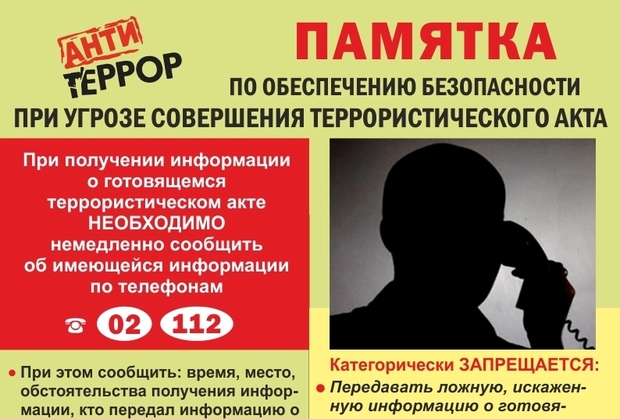 АНТИ
ТЕРРОР
ПАМЯТКА
ПО ОБЕСПЕЧЕНИЮ БЕЗОПАСНОСТИ
ПРИ УГРОЗЕ СОВЕРШЕНИЯ ТЕРРОРИСТИЧЕСКОГО АКТА
При получении информации
о готовящемся
террористическом акте
НЕОБХОДИМО
немедленно сообщить
об имеющейся информации
по телефонам
☎ 02 112
• При этом сообщить: время, место,
обстоятельства получения инфор-
мации, кто передал информацию о
Категорически ЗАПРЕЩАЕТСЯ:
• Передавать ложную, искажен-
ную информацию о готовя-